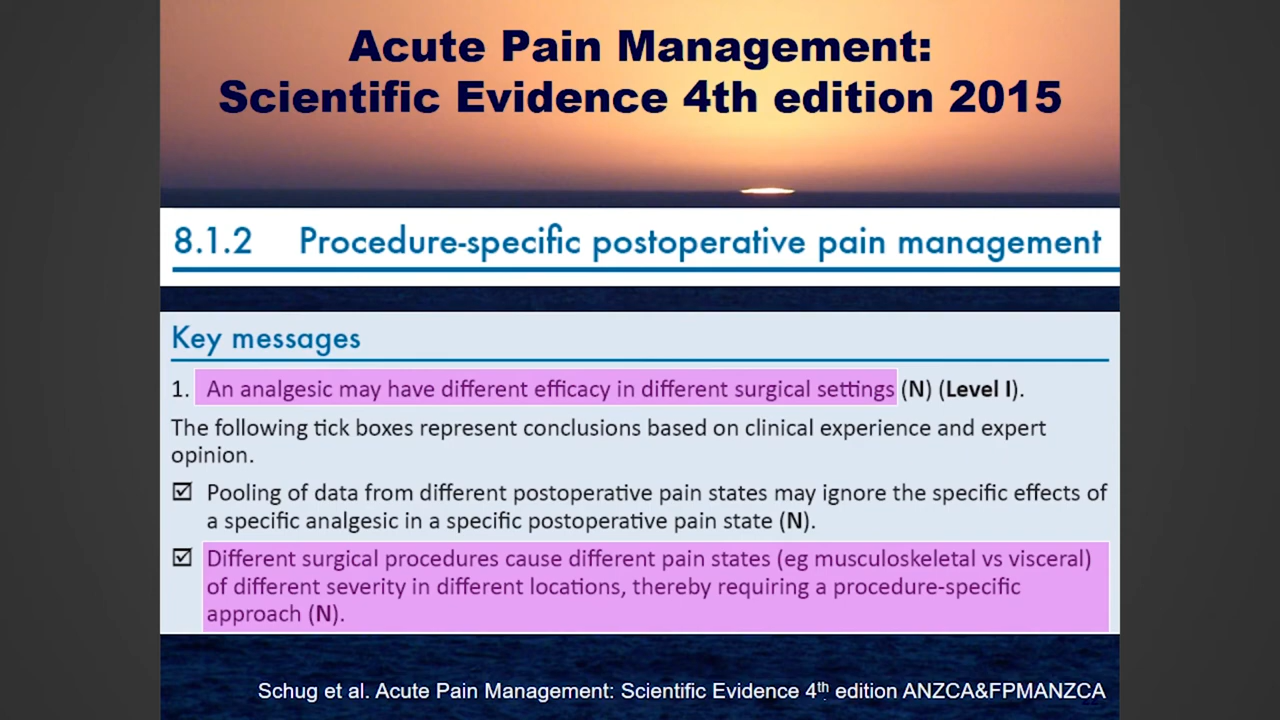 Acute Pain Management:
Scientific Evidence 4th edition 2015
8.1.2 Procedure-specific postoperative pain management
Key messages
1. An analgesic may have different efficacy in different surgical settings (N) (Level I).
The following tick boxes represent conclusions based on clinical experience and expert
opinion.
☑ Pooling of data from different postoperative pain states may ignore the specific effects of
a specific analgesic in a specific postoperative pain state (N).
☑ Different surgical procedures cause different pain states (eg musculoskeletal vs visceral)
of different severity in different locations, thereby requiring a procedure-specific
approach (N).
Schug et al. Acute Pain Management: Scientific Evidence 4th edition ANZCA&FPMANZCA